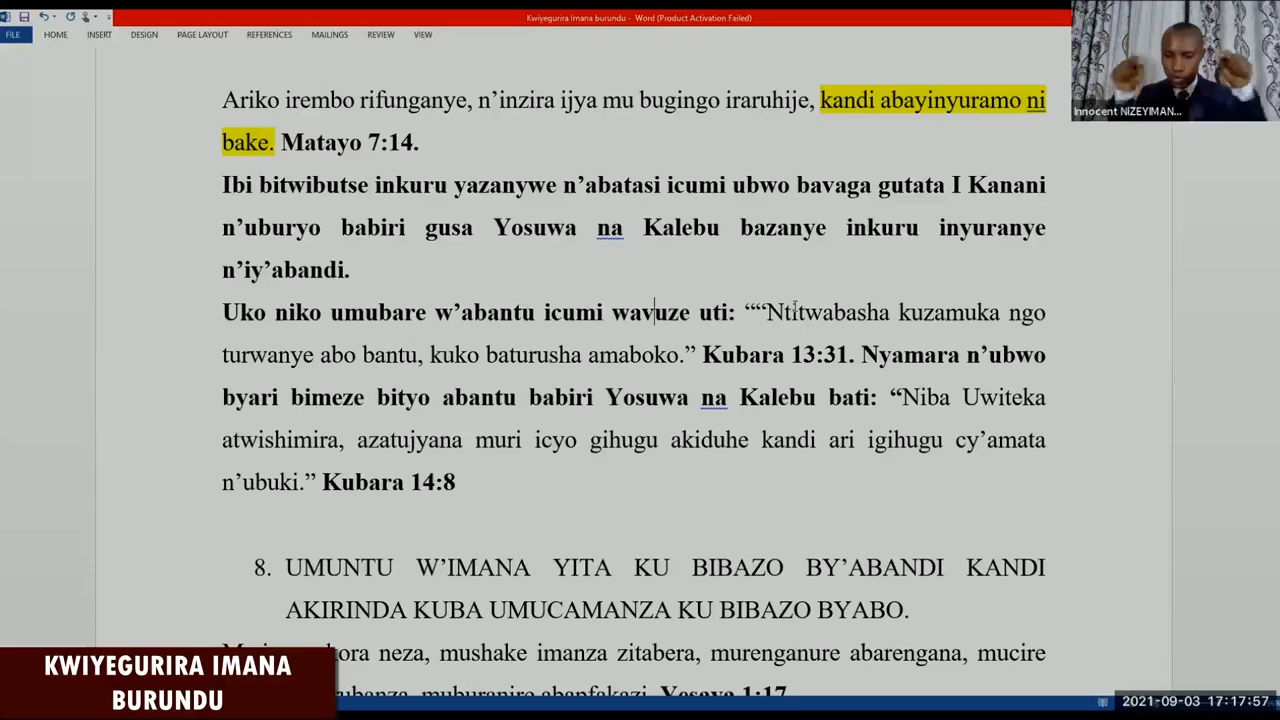 Kwiyegurira Imana burundu - Word (Product Activation Failed)
FILE HOME INSERT DESIGN PAGE LAYOUT REFERENCES MAILINGS REVIEW VIEW
Innocent NIZEYIMAN...
Ariko irembo rifunganye, n’inzira ijya mu bugingo iraruhije, kandi abayinyuramo ni
bake. Matayo 7:14.
Ibi bitwibutse inkuru yazanywe n’abatasi icumi ubwo bavaga gutata I Kanani
n’uburyo babiri gusa Yosuwa na Kalebu bazanye inkuru inyuranye
n’iy’abandi.
Uko niko umubare w’abantu icumi wavuze uti: ““Ntitwabasha kuzamuka ngo
turwanye abo bantu, kuko baturusha amaboko.” Kubara 13:31. Nyamara n’ubwo
byari bimeze bityo abantu babiri Yosuwa na Kalebu bati: “Niba Uwiteka
atwishimira, azatujyana muri icyo gihugu akiduhe kandi ari igihugu cy’amata
n’ubuki.” Kubara 14:8
8. UMUNTU W’IMANA YITA KU BIBAZO BY’ABANDI KANDI
AKIRINDA KUBA UMUCAMANZA KU BIBAZO BYABO.
neza, mushake imanza zitabera, murenganure abarengana, mucire
muburanire abapfakazi. Yesaya 1:17
KWIYEGURIRA IMANA
BURUNDU
2021-09-03 17:17:57